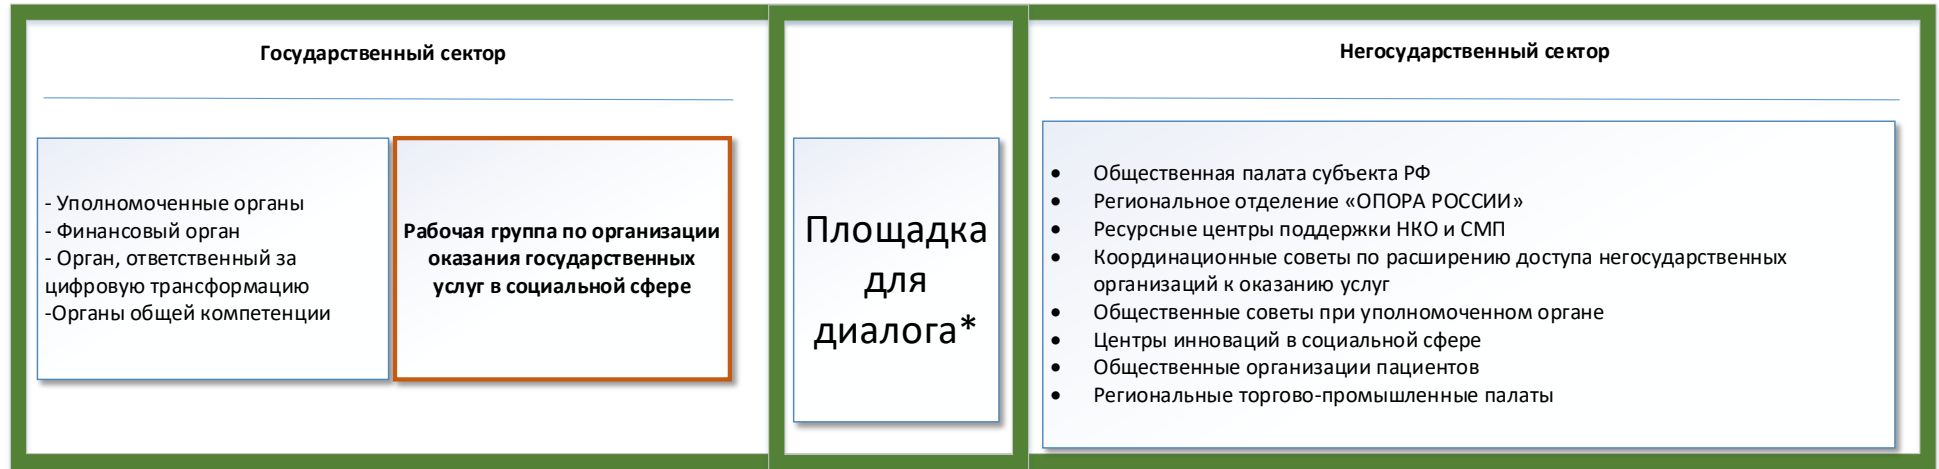 Государственный сектор
- Уполномоченные органы
- Финансовый орган
- Орган, ответственный за
цифровую трансформацию
-Органы общей компетенции
Рабочая группа по организации
оказания государственных
услуг в социальной сфере
Площадка
для
диалога*
Негосударственный сектор
• Общественная палата субъекта РФ
• Региональное отделение «ОПОРА РОССИИ»
• Ресурсные центры поддержки НКО и СМП
• Координационные советы по расширению доступа негосударственных
организаций к оказанию услуг
• Общественные советы при уполномоченном органе
• Центры инноваций в социальной сфере
• Общественные организации пациентов
• Региональные торгово-промышленные палаты